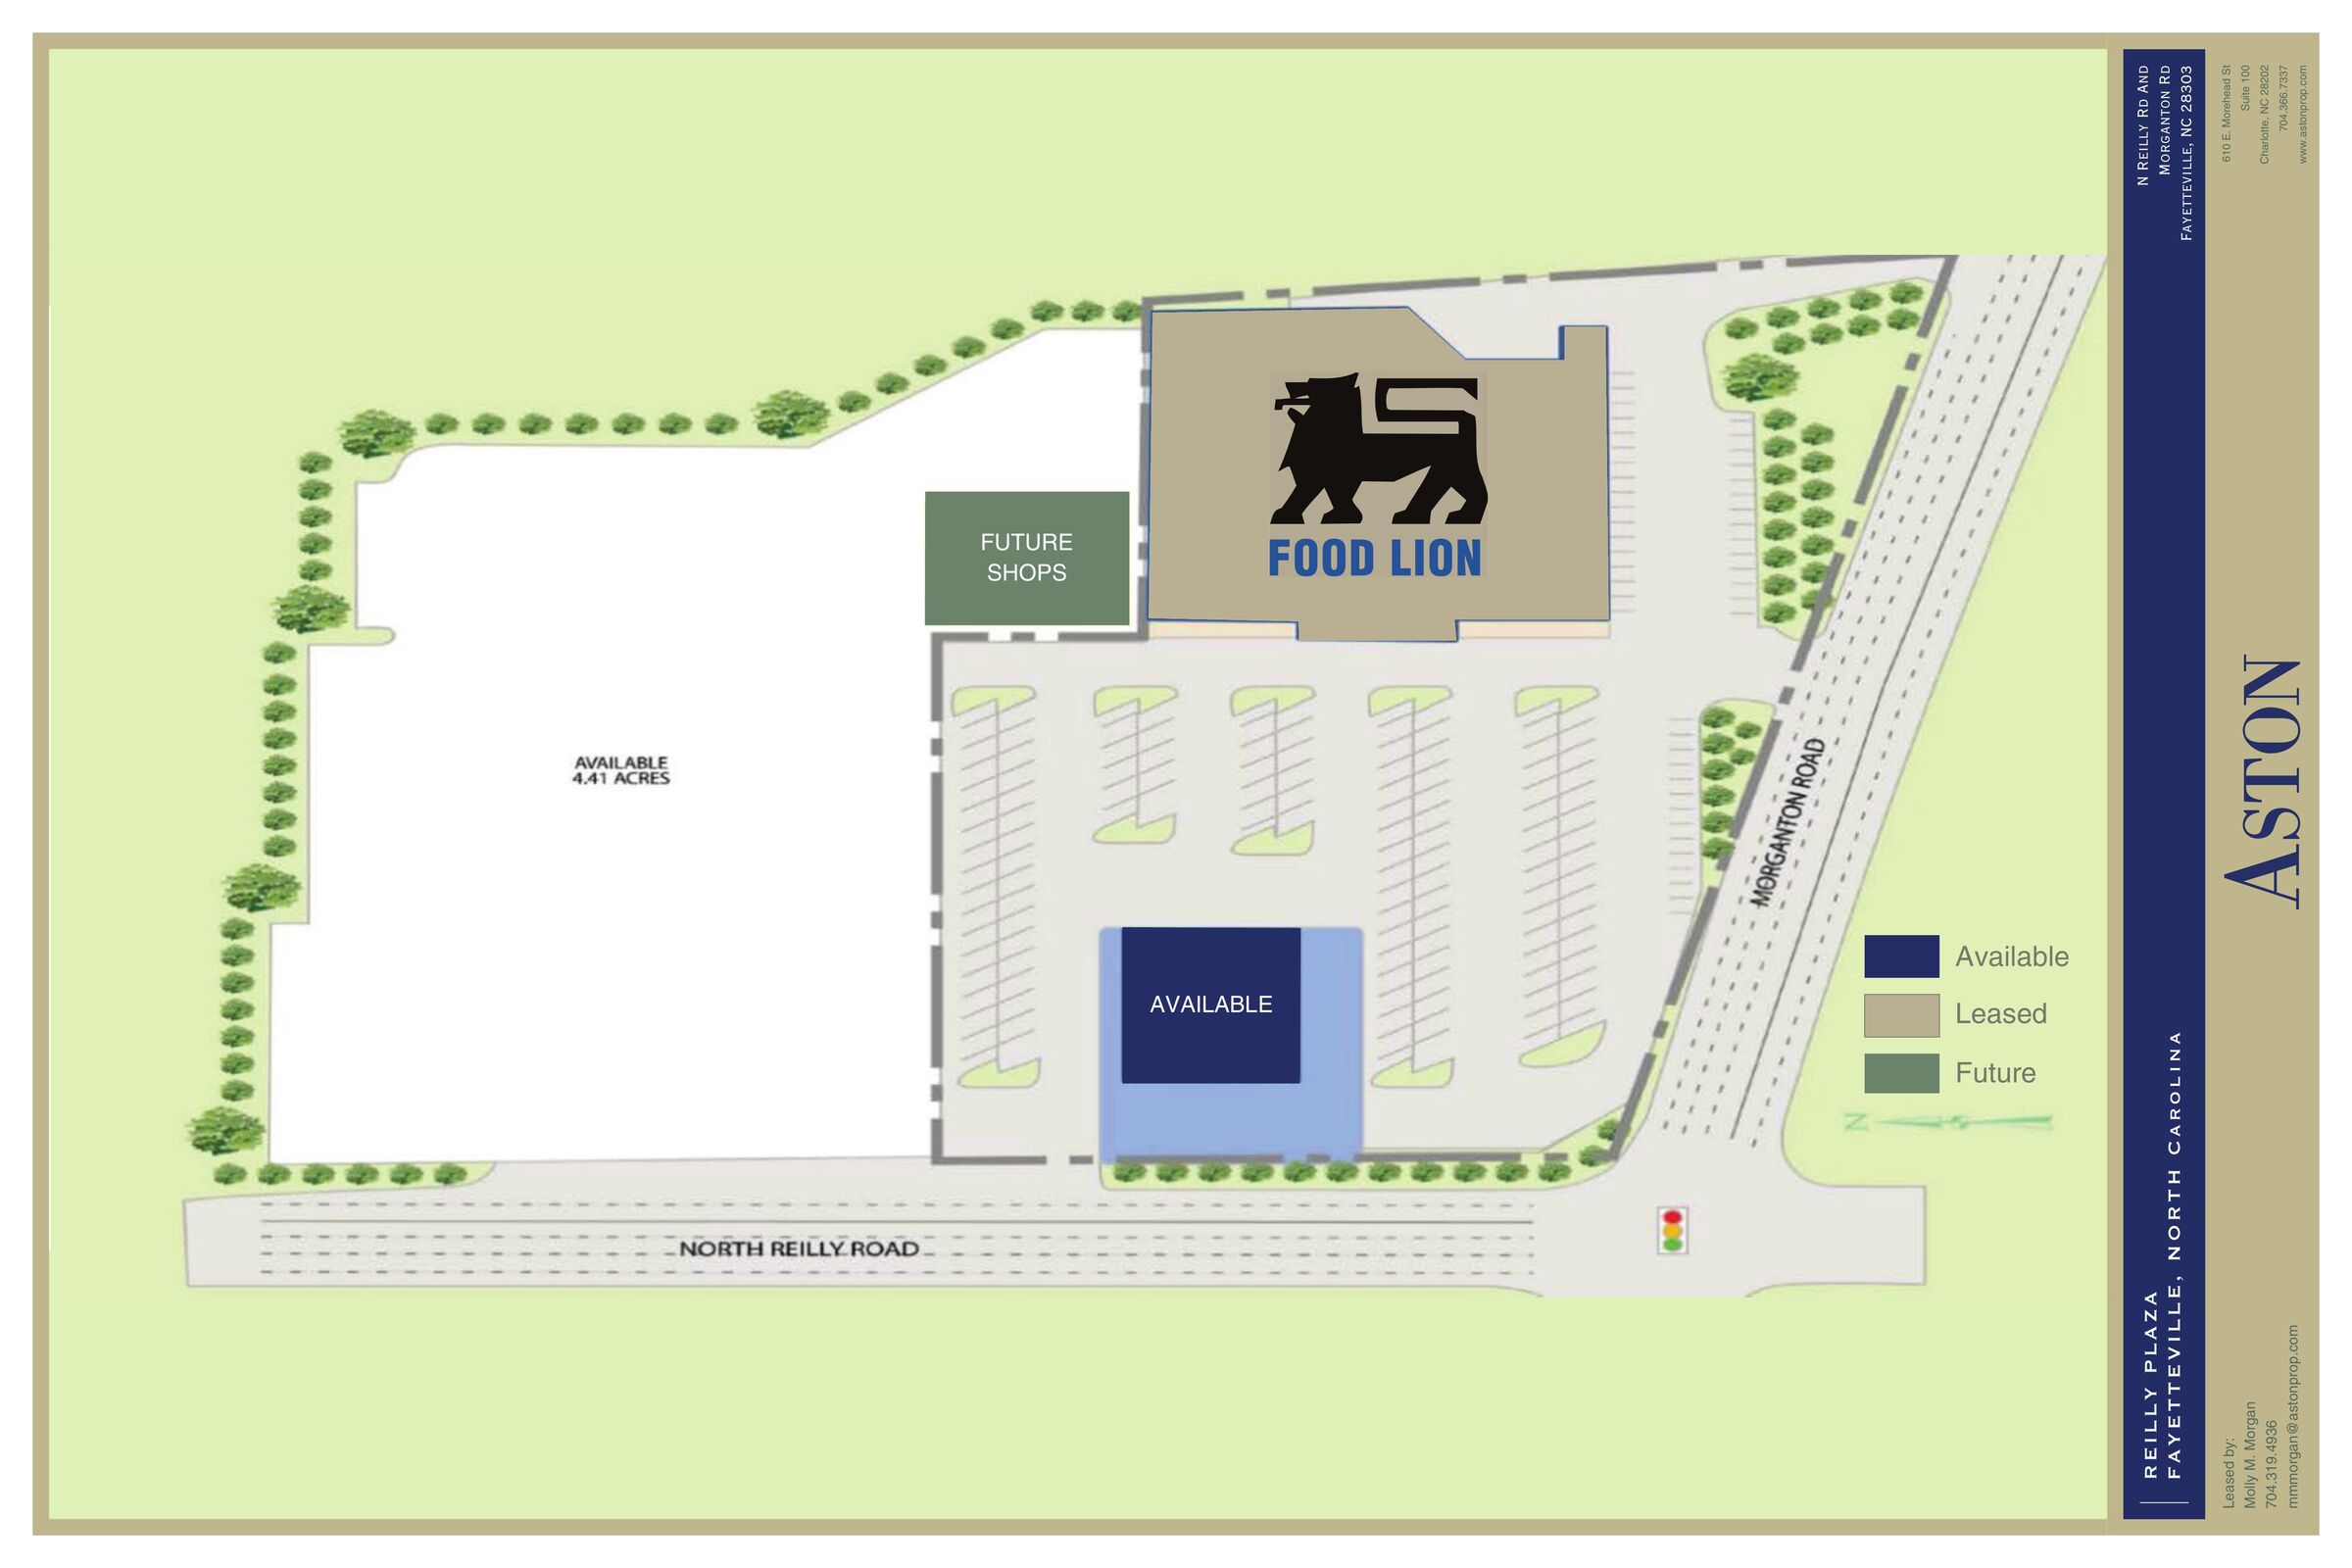 FUTURE
SHOPS
FOOD LION
AVAILABLE
4.41 ACRES
AVAILABLE
MORGANTON ROAD
NORTH REILLY ROAD
Available
Leased
Future
N
REILLY PLAZA
FAYETTEVILLE, NORTH CAROLINA
N REILLY RD AND
MORGANTON RD
FAYETTEVILLE, NC 28303
Leased by:
Molly M. Morgan
704.319.4936
mmmorgan@astonprop.com
ASTON
610 E. Morehead St
Suite 100
Charlotte, NC 28202
704.366.7337
www.astonprop.com